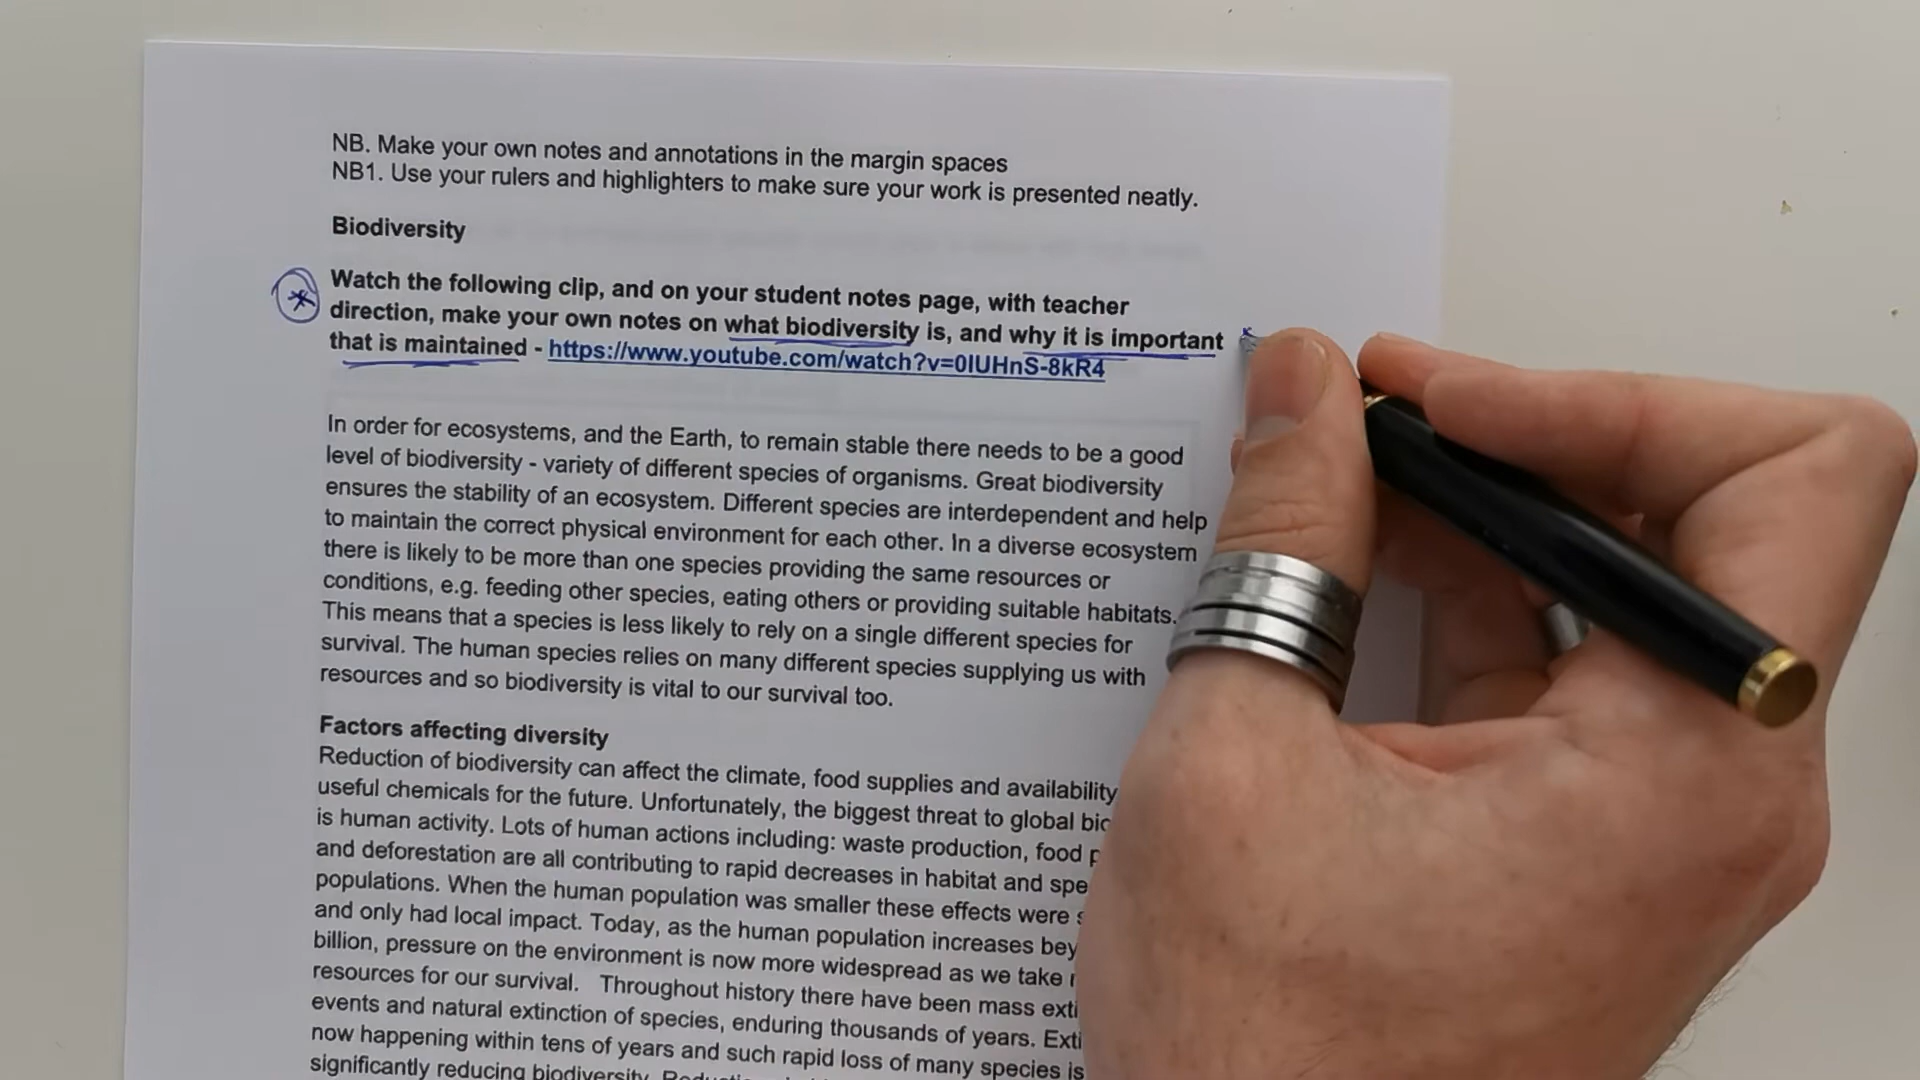 NB. Make your own notes and annotations in the margin spaces
NB1. Use your rulers and highlighters to make sure your work is presented neatly.
Biodiversity
Watch the following clip, and on your student notes page, with teacher
direction, make your own notes on what biodiversity is, and why it is important
that is maintained - https://www.youtube.com/watch?v=0IUHnS-8kR4
In order for ecosystems, and the Earth, to remain stable there needs to be a good
level of biodiversity - variety of different species of organisms. Great biodiversity
ensures the stability of an ecosystem. Different species are interdependent and help
to maintain the correct physical environment for each other. In a diverse ecosystem
there is likely to be more than one species providing the same resources or
conditions, e.g. feeding other species, eating others or providing suitable habitats.
This means that a species is less likely to rely on a single different species for
survival. The human species relies on many different species supplying us with
resources and so biodiversity is vital to our survival too.
Factors affecting diversity
Reduction of biodiversity can affect the climate, food supplies and availability
useful chemicals for the future. Unfortunately, the biggest threat to global
is human activity. Lots of human actions including: waste production, food
and deforestation are all contributing to rapid decreases in habitat and
populations. When the human population was smaller these effects were
and only had local impact. Today, as the human population increases
billion, pressure on the environment is now more widespread as we take
resources for our survival. Throughout history there have been mass
events and natural extinction of species, enduring thousands of years.
now happening within tens of years and such rapid loss of many species is
significantly reducing biodiversity.